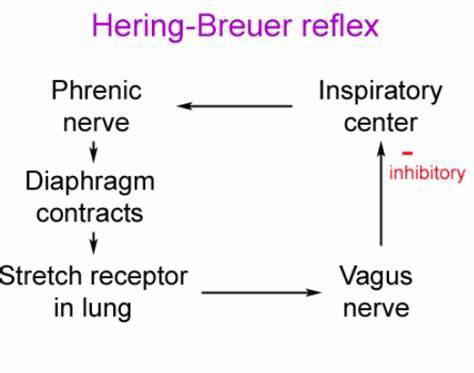 Hering-Breuer reflex
Phrenic
nerve
Inspiratory
center
-
inhibitory
Diaphragm
contracts
Stretch receptor
in lung
Vagus
nerve